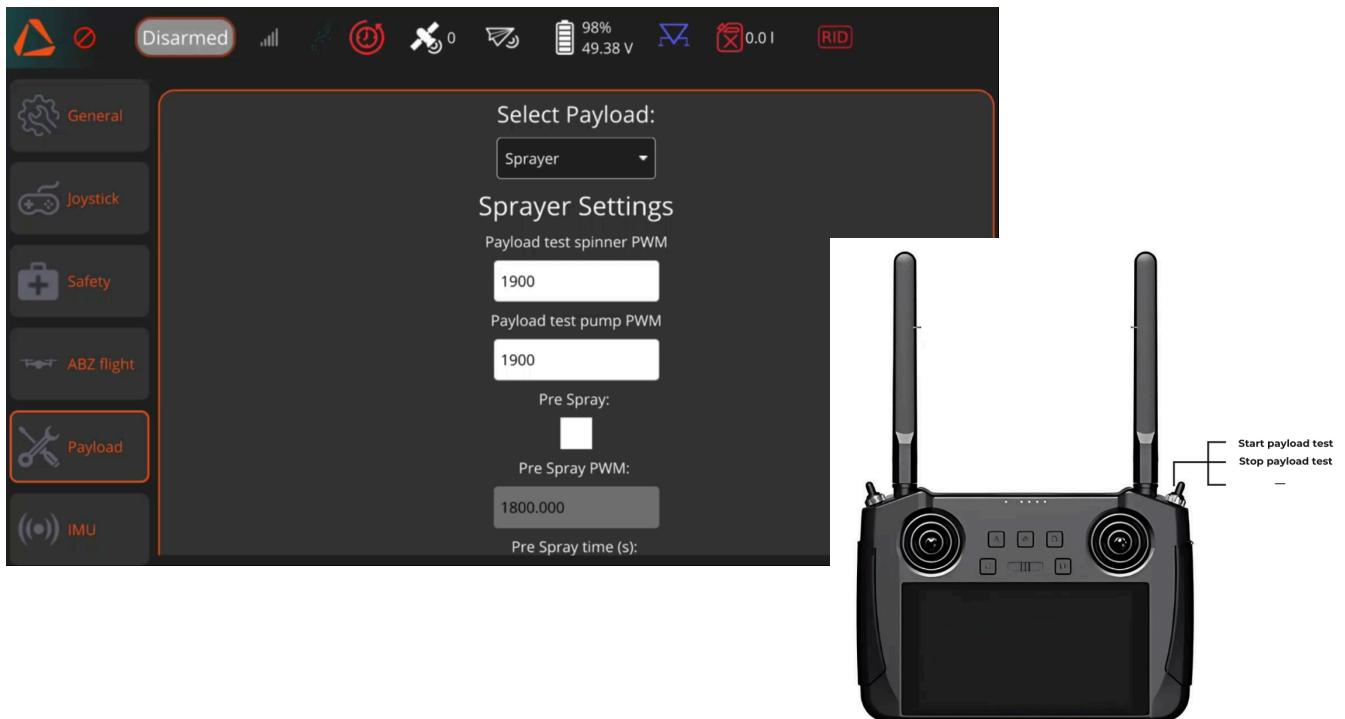 Disarmed
0
98%
49.38 V
0.0 l
RID
General
Joystick
Safety
ABZ flight
Payload
IMU
Select Payload:
Sprayer
Sprayer Settings
Payload test spinner PWM
1900
Payload test pump PWM
1900
Pre Spray:
Pre Spray PWM:
1800.000
Pre Spray time (s):
Start payload test
Stop payload test
—